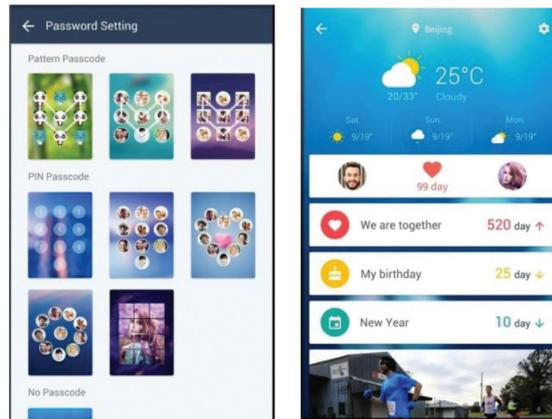 Password Setting
Pattern Passcode
PIN Passcode
No Passcode
Beijing
25°C
20/33° Cloudy
Sat. Sun. Mon.
9/19° 9/19° 9/19°
99 day
We are together 520 day ↑
My birthday 25 day ↓
New Year 10 day ↓